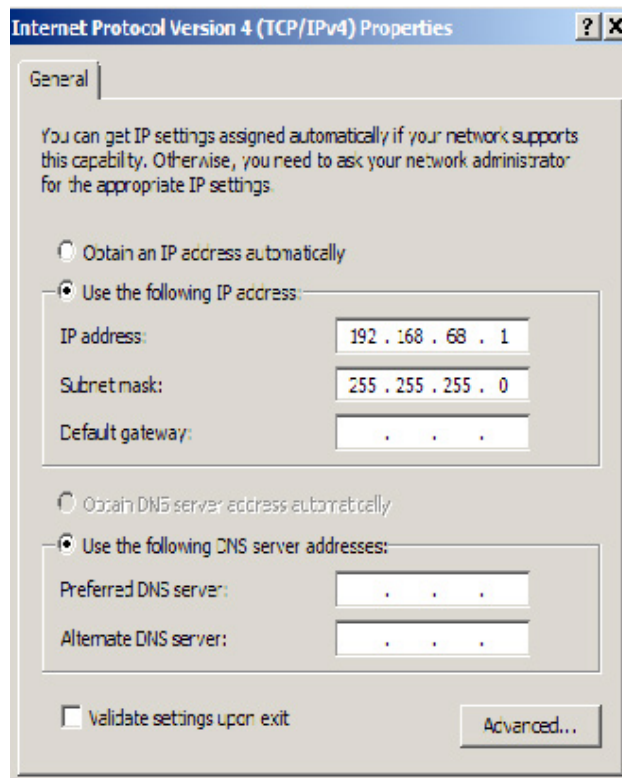 Internet Protocol Version 4 (TCP/IPv4) Properties ? X
General
You can get IP settings assigned automatically if your network supports
this capability. Otherwise, you need to ask your network administrator
for the appropriate IP settings.
Obtain an IP address automatically
Use the following IP address:
IP address: 192 . 168 . 68 . 1
Subnet mask: 255 . 255 . 255 . 0
Default gateway: . . .
Obtain DNS server address automatically
Use the following DNS server addresses:
Preferred DNS server: . . .
Alternate DNS server: . . .
Validate settings upon exit
Advanced...